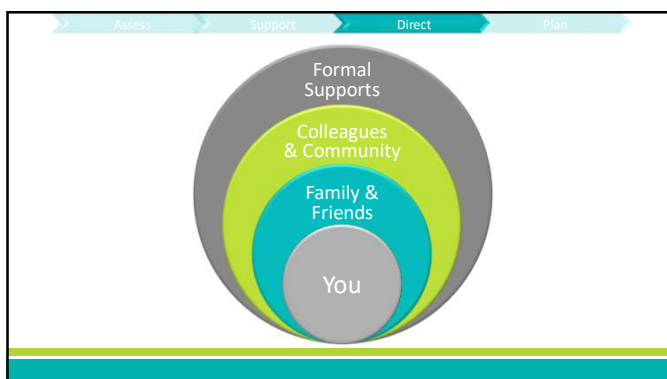 Assess Support Direct Plan
Formal
Supports
Colleagues
& Community
Family &
Friends
You